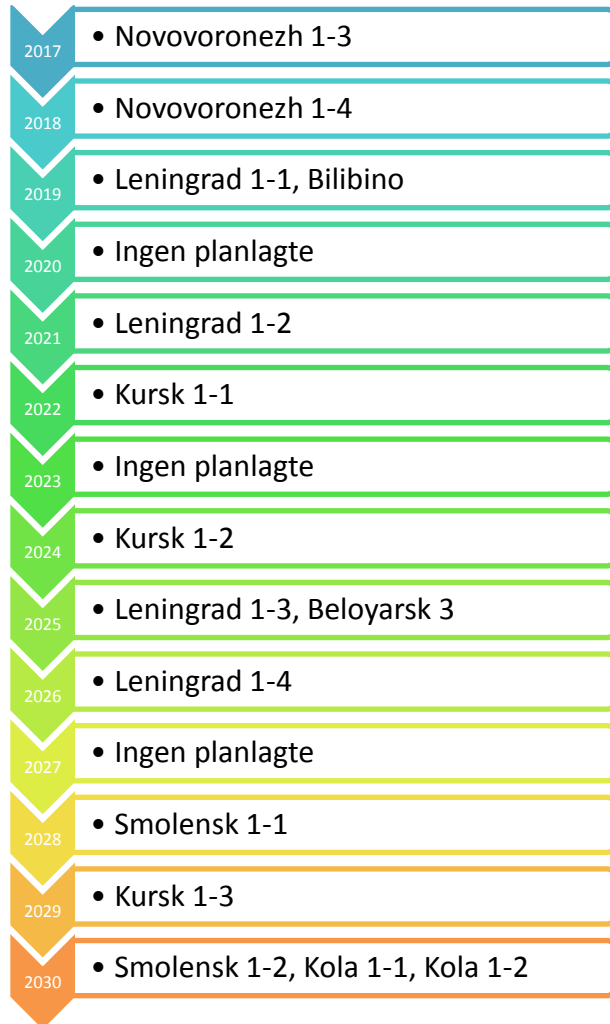 2017
• Novovoronezh 1-3
2018
• Novovoronezh 1-4
2019
• Leningrad 1-1, Bilibino
2020
• Ingen planlagte
2021
• Leningrad 1-2
2022
• Kursk 1-1
2023
• Ingen planlagte
2024
• Kursk 1-2
2025
• Leningrad 1-3, Beloyarsk 3
2026
• Leningrad 1-4
2027
• Ingen planlagte
2028
• Smolensk 1-1
2029
• Kursk 1-3
2030
• Smolensk 1-2, Kola 1-1, Kola 1-2